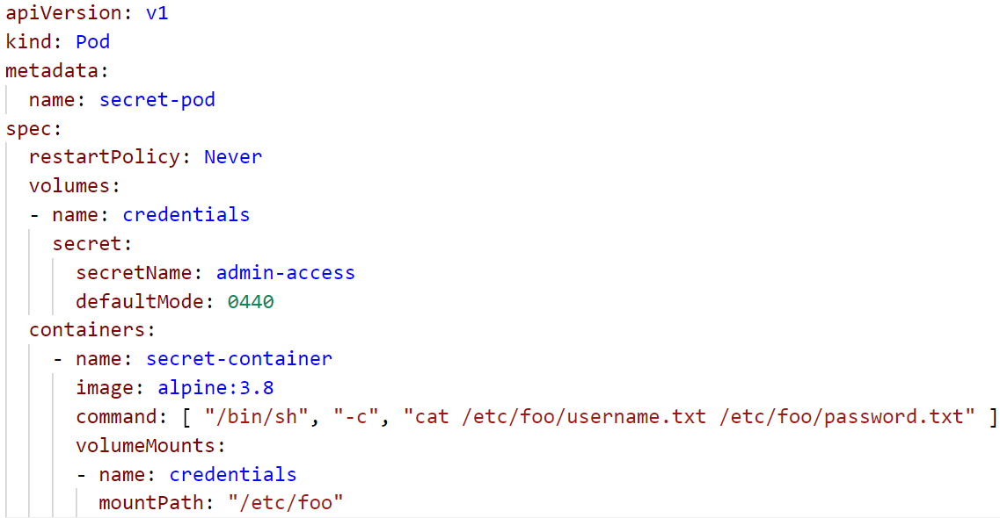 apiVersion: v1
kind: Pod
metadata:
  name: secret-pod
spec:
  restartPolicy: Never
  volumes:
  - name: credentials
    secret:
      secretName: admin-access
      defaultMode: 0440
  containers:
    - name: secret-container
      image: alpine:3.8
      command: [ "/bin/sh", "-c", "cat /etc/foo/username.txt /etc/foo/password.txt" ]
      volumeMounts:
      - name: credentials
        mountPath: "/etc/foo"